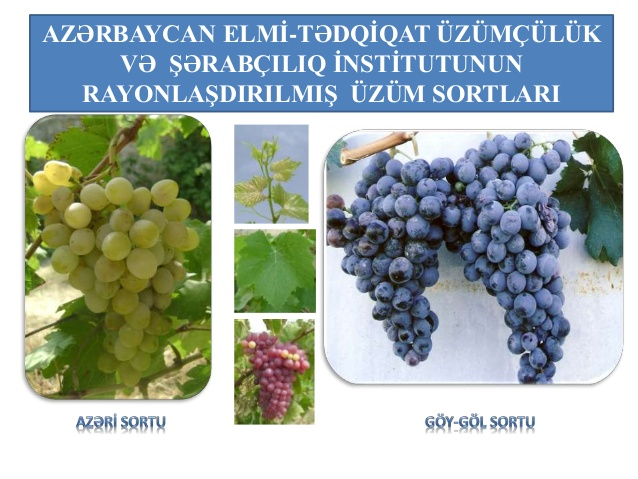 AZƏRBAYCAN ELMİ-TƏDQİQAT ÜZÜMÇÜLÜK
VƏ ŞƏRABÇILIQ İNSTİTUTUNUN
RAYONLAŞDIRILMIŞ ÜZÜM SORTLARI
AZƏRİ SORTU
GÖY-GÖL SORTU